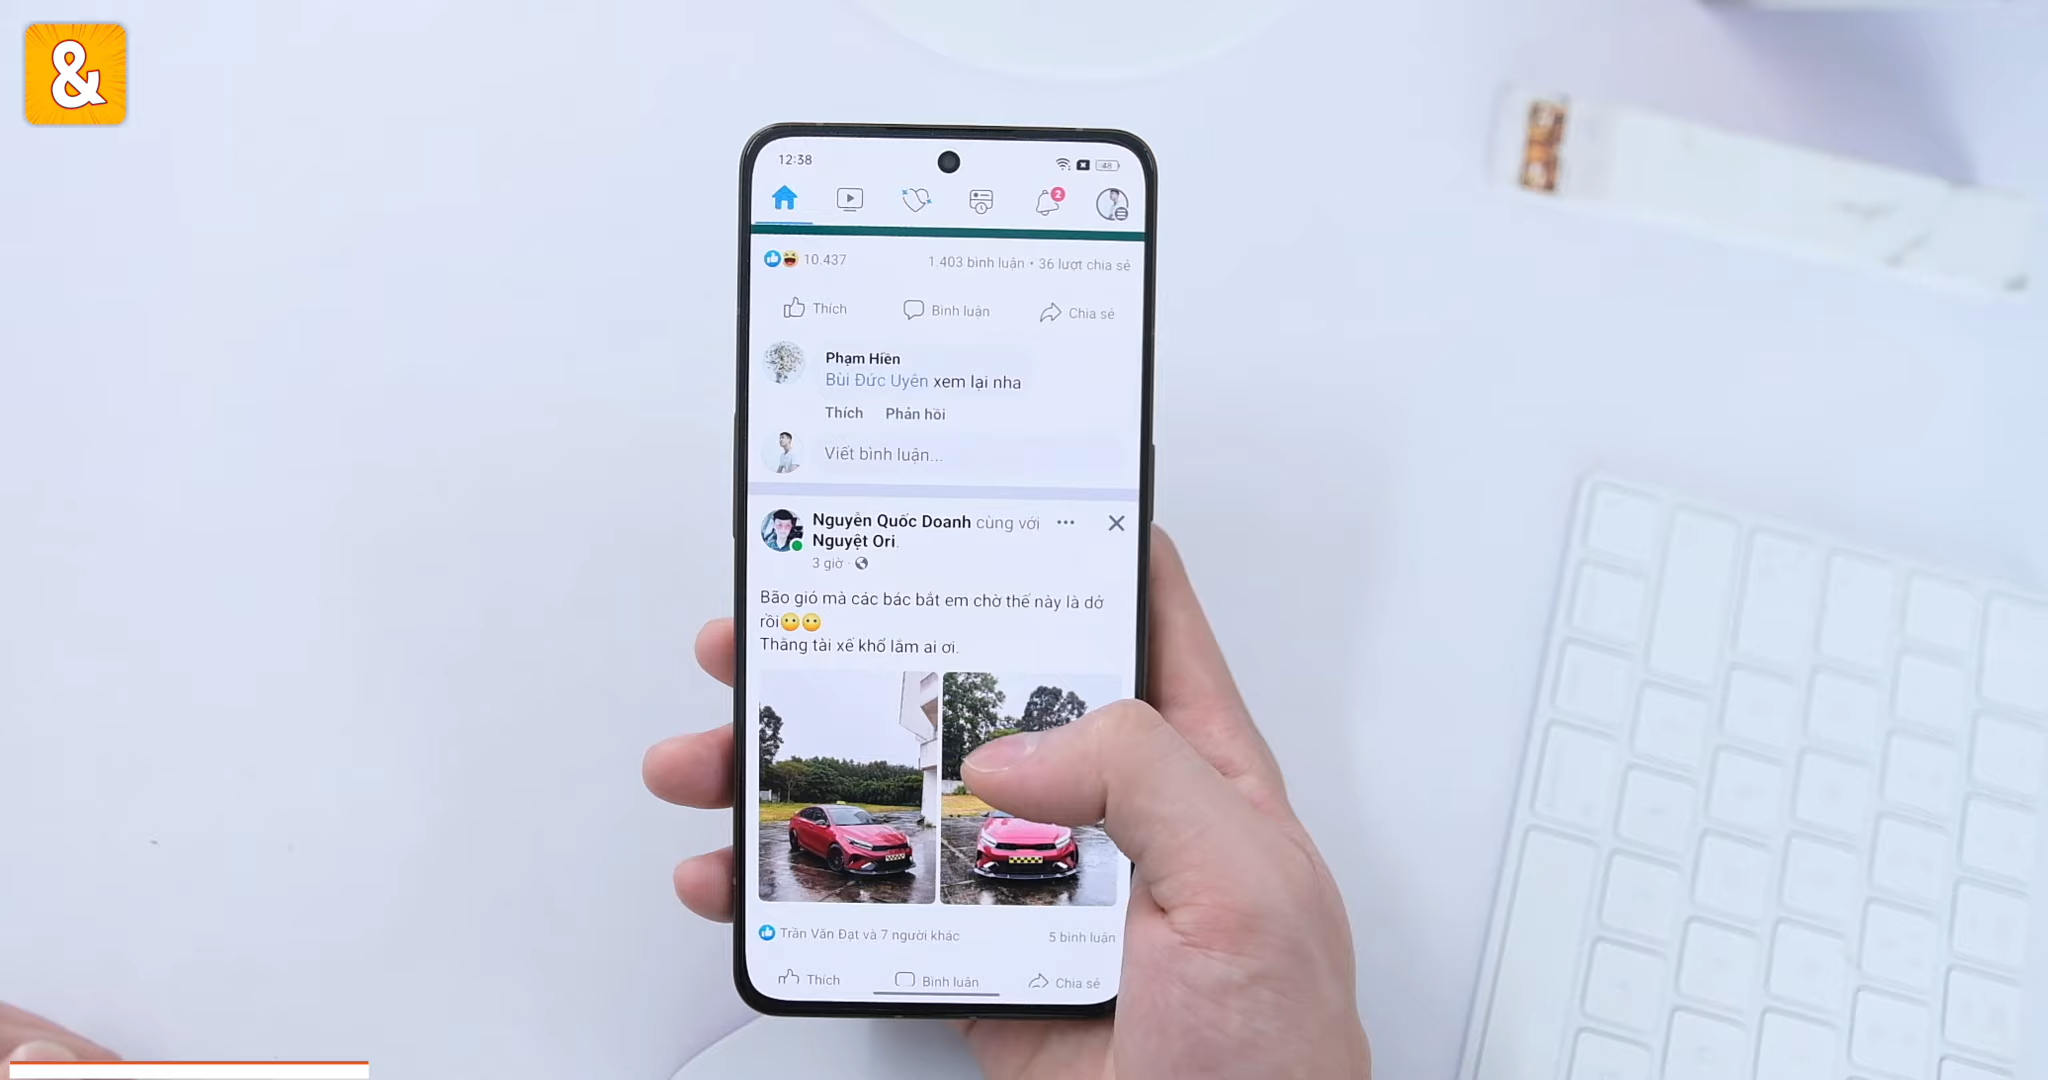 &
12:38
48
2
10.437
1.403 bình luận • 36 lượt chia sẻ
Thích
Bình luận
Chia sẻ
Phạm Hiền
Bùi Đức Uyên xem lại nha
Thích Phản hồi
Viết bình luận...
Nguyễn Quốc Doanh cùng với
Nguyệt Ori.
3 giờ ·
Bão gió mà các bác bắt em chờ thế này là dở
rồi😶😶
Thằng tài xế khổ lắm ai ơi.
Trần Văn Đạt và 7 người khác
5 bình luận
Thích
Bình luận
Chia sẻ